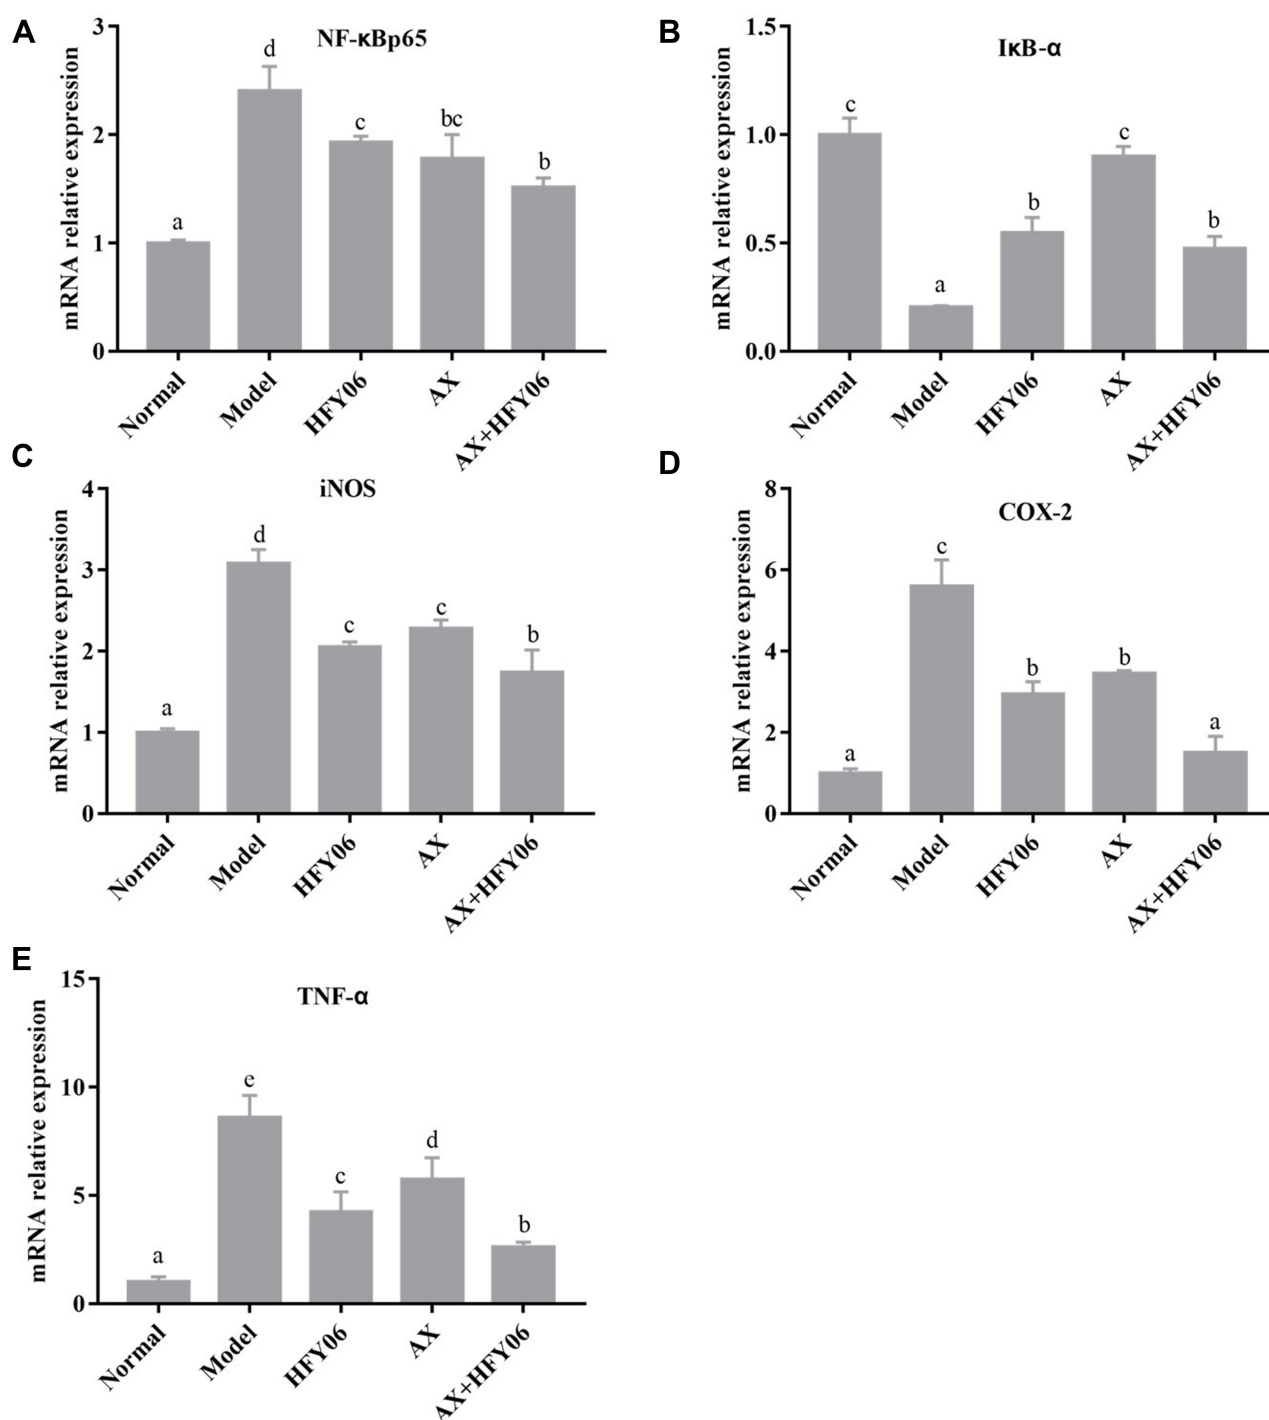 A
NF-κBp65
mRNA relative expression
3
2
1
0
a
d
c
bc
b
Normal
Model
HFY06
AX
AX+HFY06
B
IκB-α
mRNA relative expression
1.5
1.0
0.5
0.0
c
a
b
c
b
Normal
Model
HFY06
AX
AX+HFY06
C
iNOS
mRNA relative expression
4
3
2
1
0
a
d
c
c
b
Normal
Model
HFY06
AX
AX+HFY06
D
COX-2
mRNA relative expression
8
6
4
2
0
a
c
b
b
a
Normal
Model
HFY06
AX
AX+HFY06
E
TNF-α
mRNA relative expression
15
10
5
0
a
e
c
d
b
Normal
Model
HFY06
AX
AX+HFY06